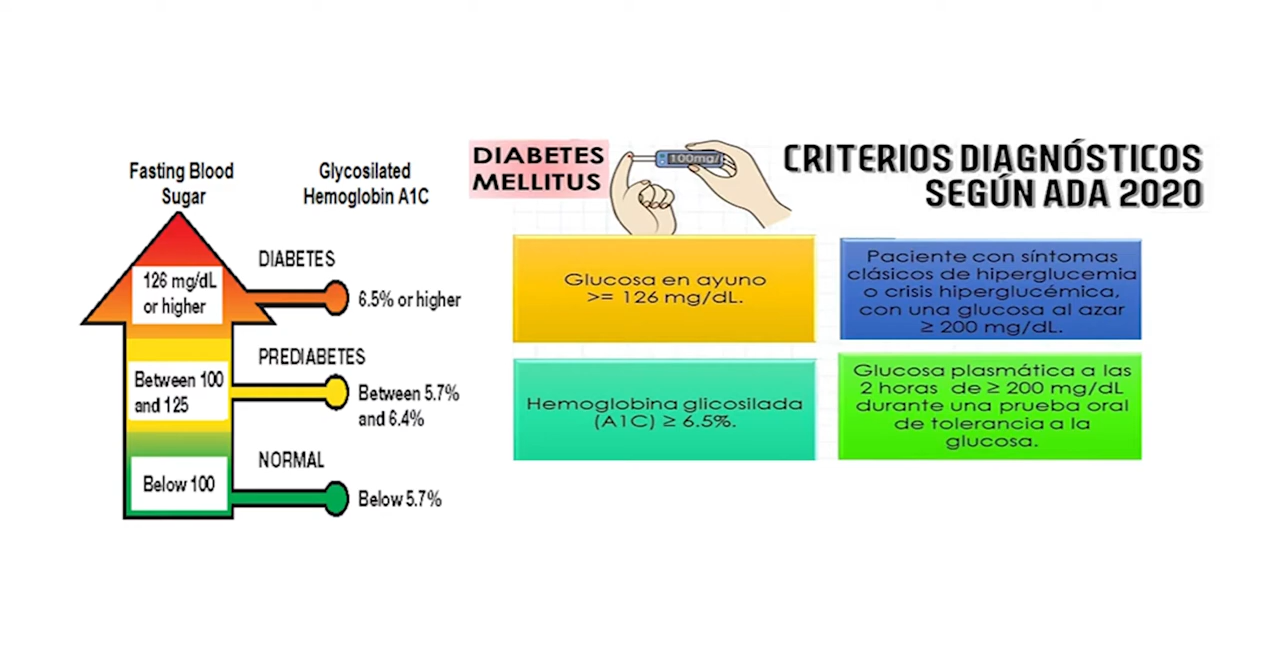 Fasting Blood
Sugar
Glycosilated
Hemoglobin A1C
DIABETES
126 mg/dL
or higher
6.5% or higher
PREDIABETES
Between 100
and 125
Between 5.7%
and 6.4%
NORMAL
Below 100
Below 5.7%
DIABETES
MELLITUS
100mg/
CRITERIOS DIAGNÓSTICOS
SEGÚN ADA 2020
Glucosa en ayuno
>= 126 mg/dL.
Paciente con síntomas
clásicos de hiperglucemia
o crisis hiperglucémica,
con una glucosa al azar
≥ 200 mg/dL.
Hemoglobina glicosilada
(A1C) ≥ 6.5%.
Glucosa plasmática a las
2 horas de ≥ 200 mg/dL
durante una prueba oral
de tolerancia a la
glucosa.